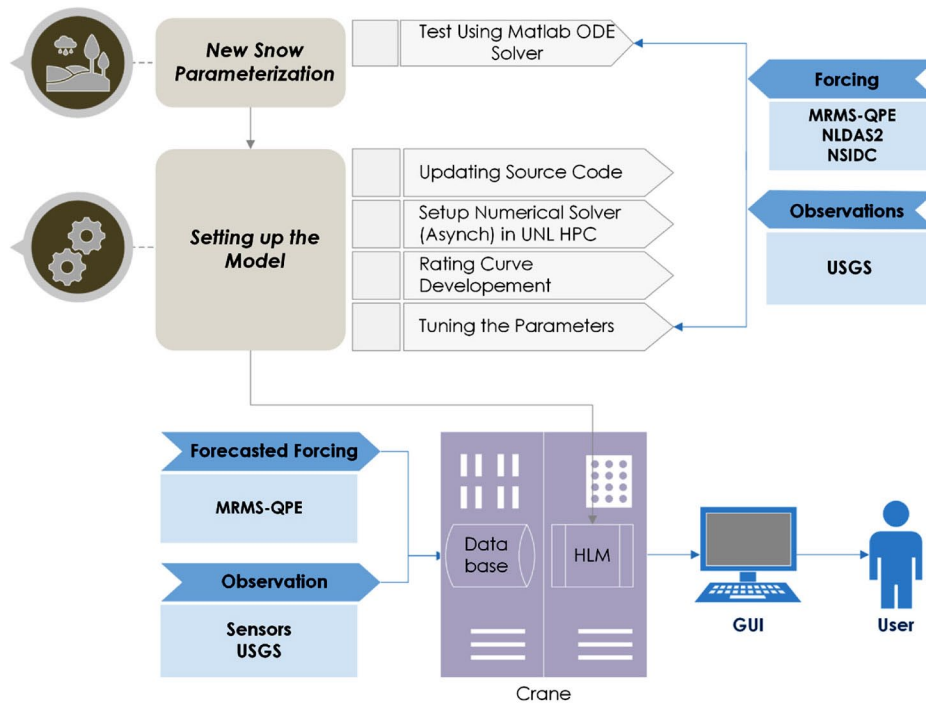 New Snow
Parameterization
Test Using Matlab ODE
Solver
Forcing
MRMS-QPE
NLDAS2
NSIDC
Observations
USGS
Setting up the
Model
Updating Source Code
Setup Numerical Solver
(Asynch) in UNL HPC
Rating Curve
Developement
Tuning the Parameters
Forecasted Forcing
MRMS-QPE
Observation
Sensors
USGS
Data
base
HLM
Crane
GUI
User